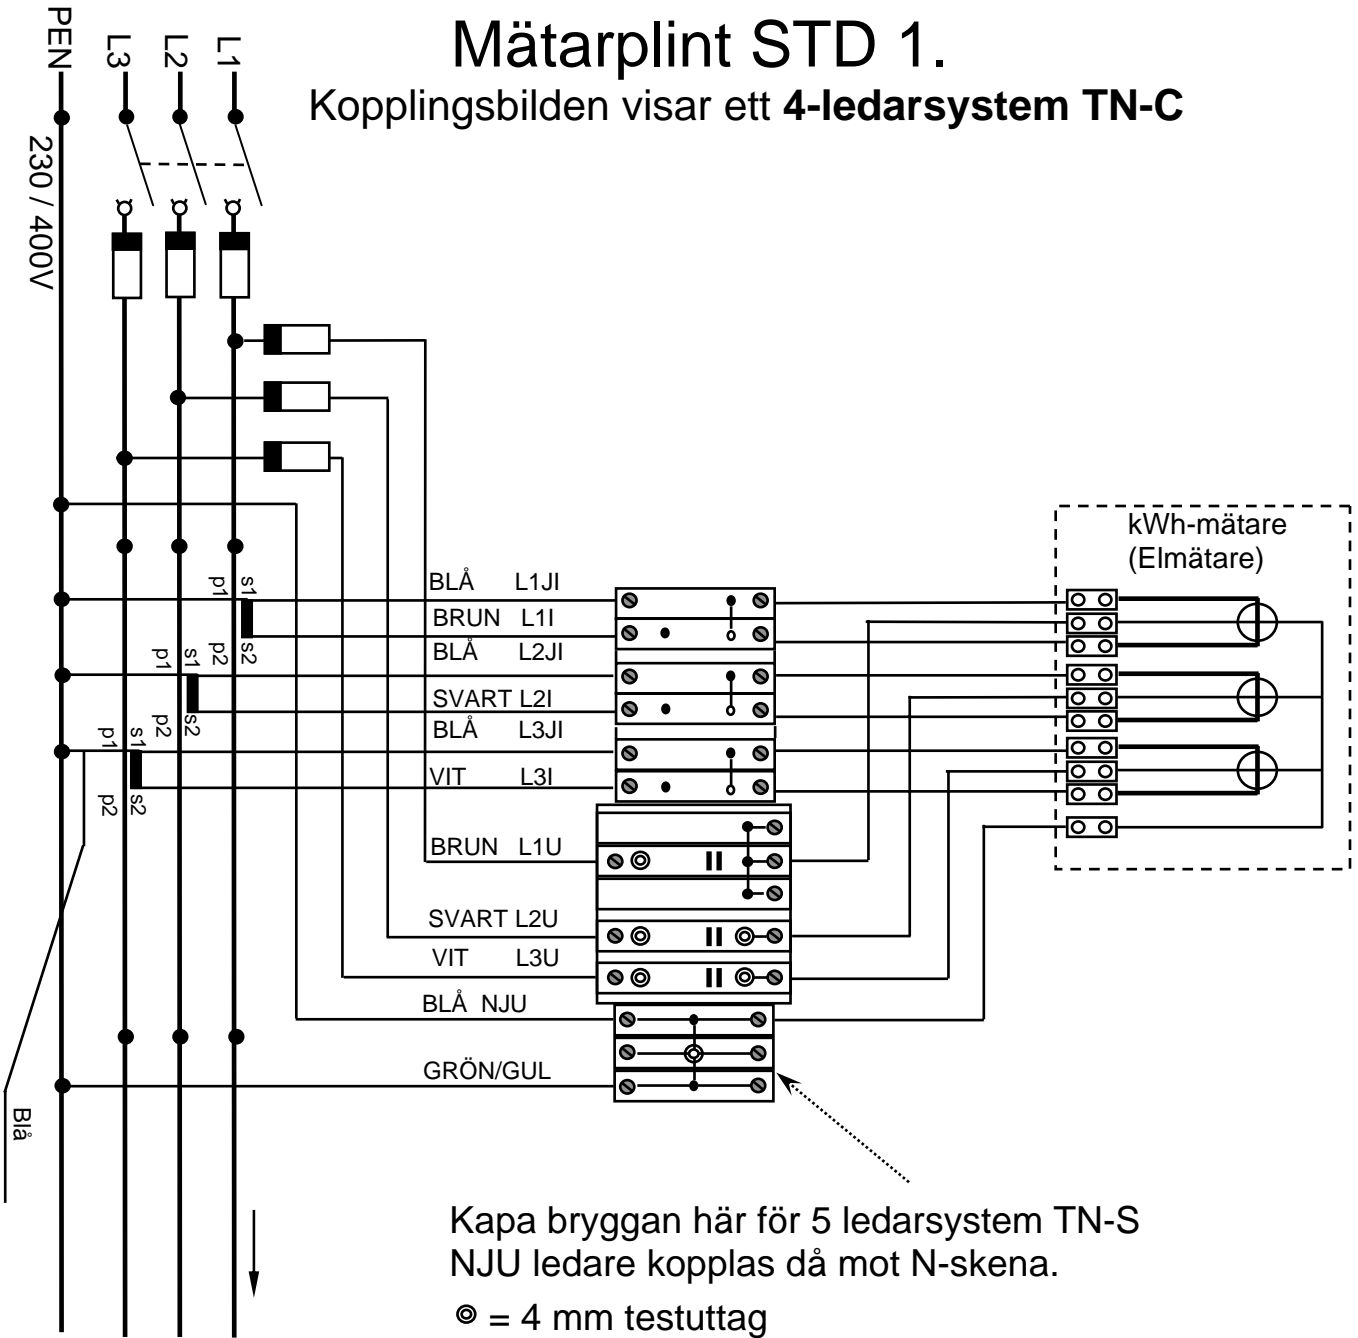 Mätarplint STD 1.
Kopplingsbilden visar ett 4-ledarsystem TN-C
PEN
L3
L2
L1
230 / 400V
kWh-mätare
(Elmätare)
s1
p1
BLÅ L1JI
BRUN L1I
s2
p2
BLÅ L2JI
s1
p1
SVART L2I
s2
p2
BLÅ L3JI
s1
p1
VIT L3I
s2
p2
BRUN L1U
SVART L2U
VIT L3U
BLÅ NJU
GRÖN/GUL
Blå
Kapa bryggan här för 5 ledarsystem TN-S
NJU ledare kopplas då mot N-skena.
= 4 mm testuttag